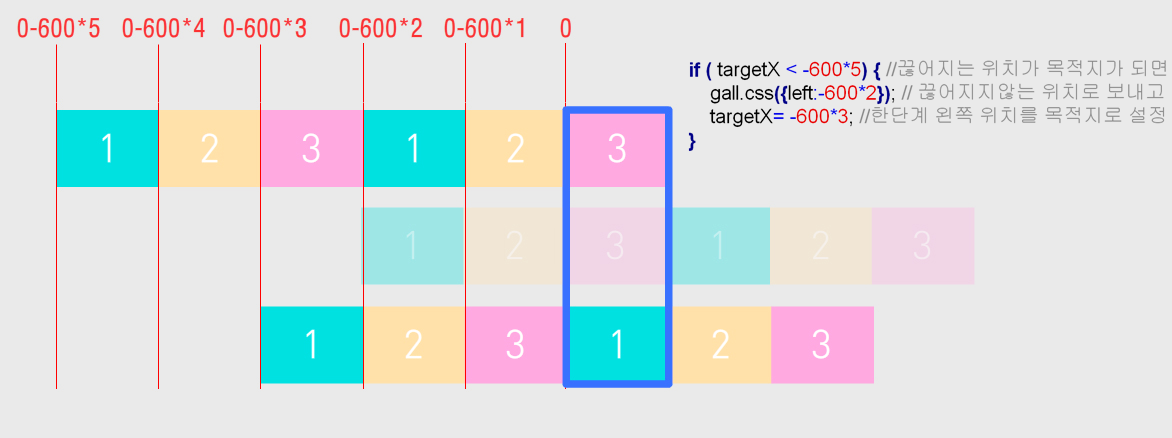 0-600*5 0-600*4 0-600*3 0-600*2 0-600*1 0
if ( targetX < -600*5) { //끊어지는 위치가 목적지가 되면
gall.css({left:-600*2}); // 끊어지지않는 위치로 보내고
targetX= -600*3; //한단계 왼쪽 위치를 목적지로 설정
}
1 2 3 1 2 3
1 2 3 1 2 3
1 2 3 1 2 3